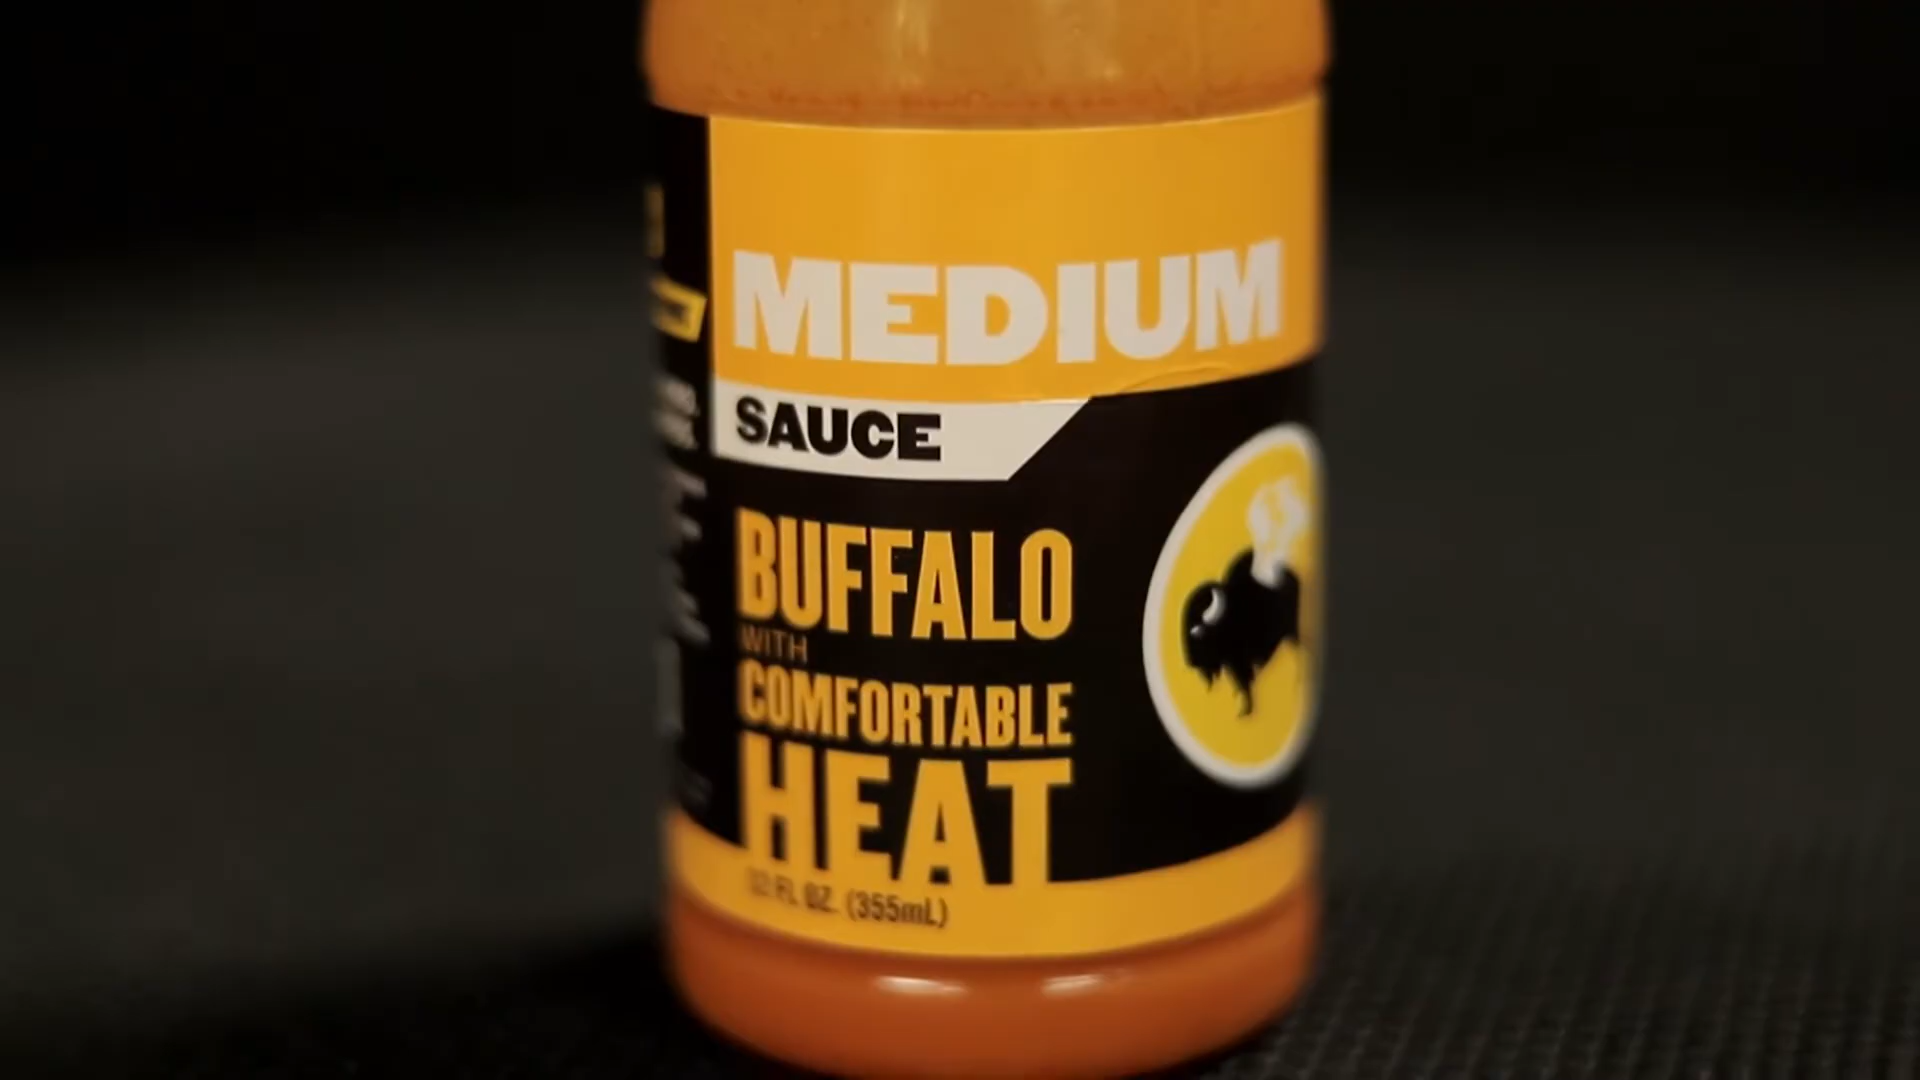 MEDIUM
SAUCE
BUFFALO
WITH
COMFORTABLE
HEAT
12 FL OZ. (355mL)